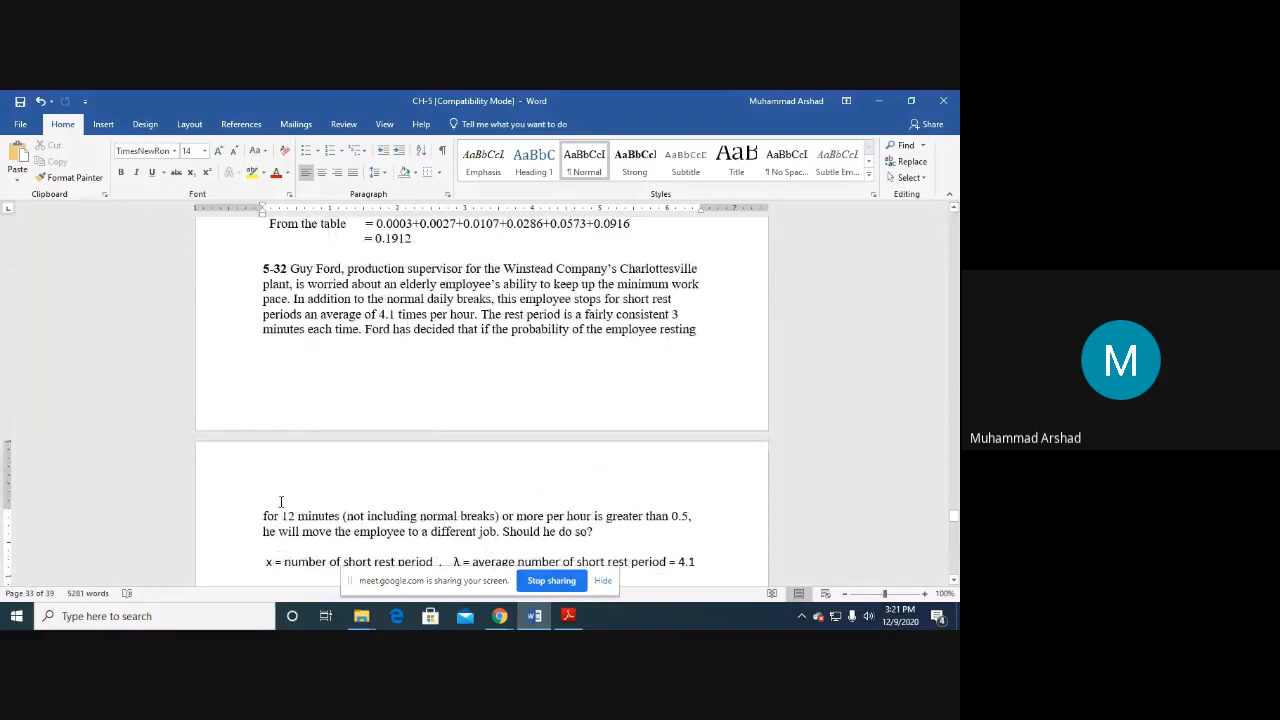 CH-5 [Compatibility Mode] - Word
Muhammad Arshad
File Home Insert Design Layout References Mailings Review View Help Tell me what you want to do Share
Paste
Cut
Copy
Format Painter
TimesNewRon 14
AaBbCcI AaBbC AaBbCcI AaBbCcI AaBbCcD AaB AaBbCcI AaBbCcI
Emphasis Heading 1 ¶ Normal Strong Subtitle Title ¶ No Spac... Subtle Em...
Find
Replace
Select
Clipboard Font Paragraph Styles Editing
1 1 2 3 4 5 6 7
From the table = 0.0003+0.0027+0.0107+0.0286+0.0573+0.0916
= 0.1912
5-32 Guy Ford, production supervisor for the Winstead Company's Charlottesville
plant, is worried about an elderly employee's ability to keep up the minimum work
pace. In addition to the normal daily breaks, this employee stops for short rest
periods an average of 4.1 times per hour. The rest period is a fairly consistent 3
minutes each time. Ford has decided that if the probability of the employee resting
for 12 minutes (not including normal breaks) or more per hour is greater than 0.5,
he will move the employee to a different job. Should he do so?
x = number of short rest period , λ = average number of short rest period = 4.1
meet.google.com is sharing your screen. Stop sharing Hide
Page 33 of 39 5281 words 100%
Type here to search
3:21 PM
12/9/2020
4
M
Muhammad Arshad